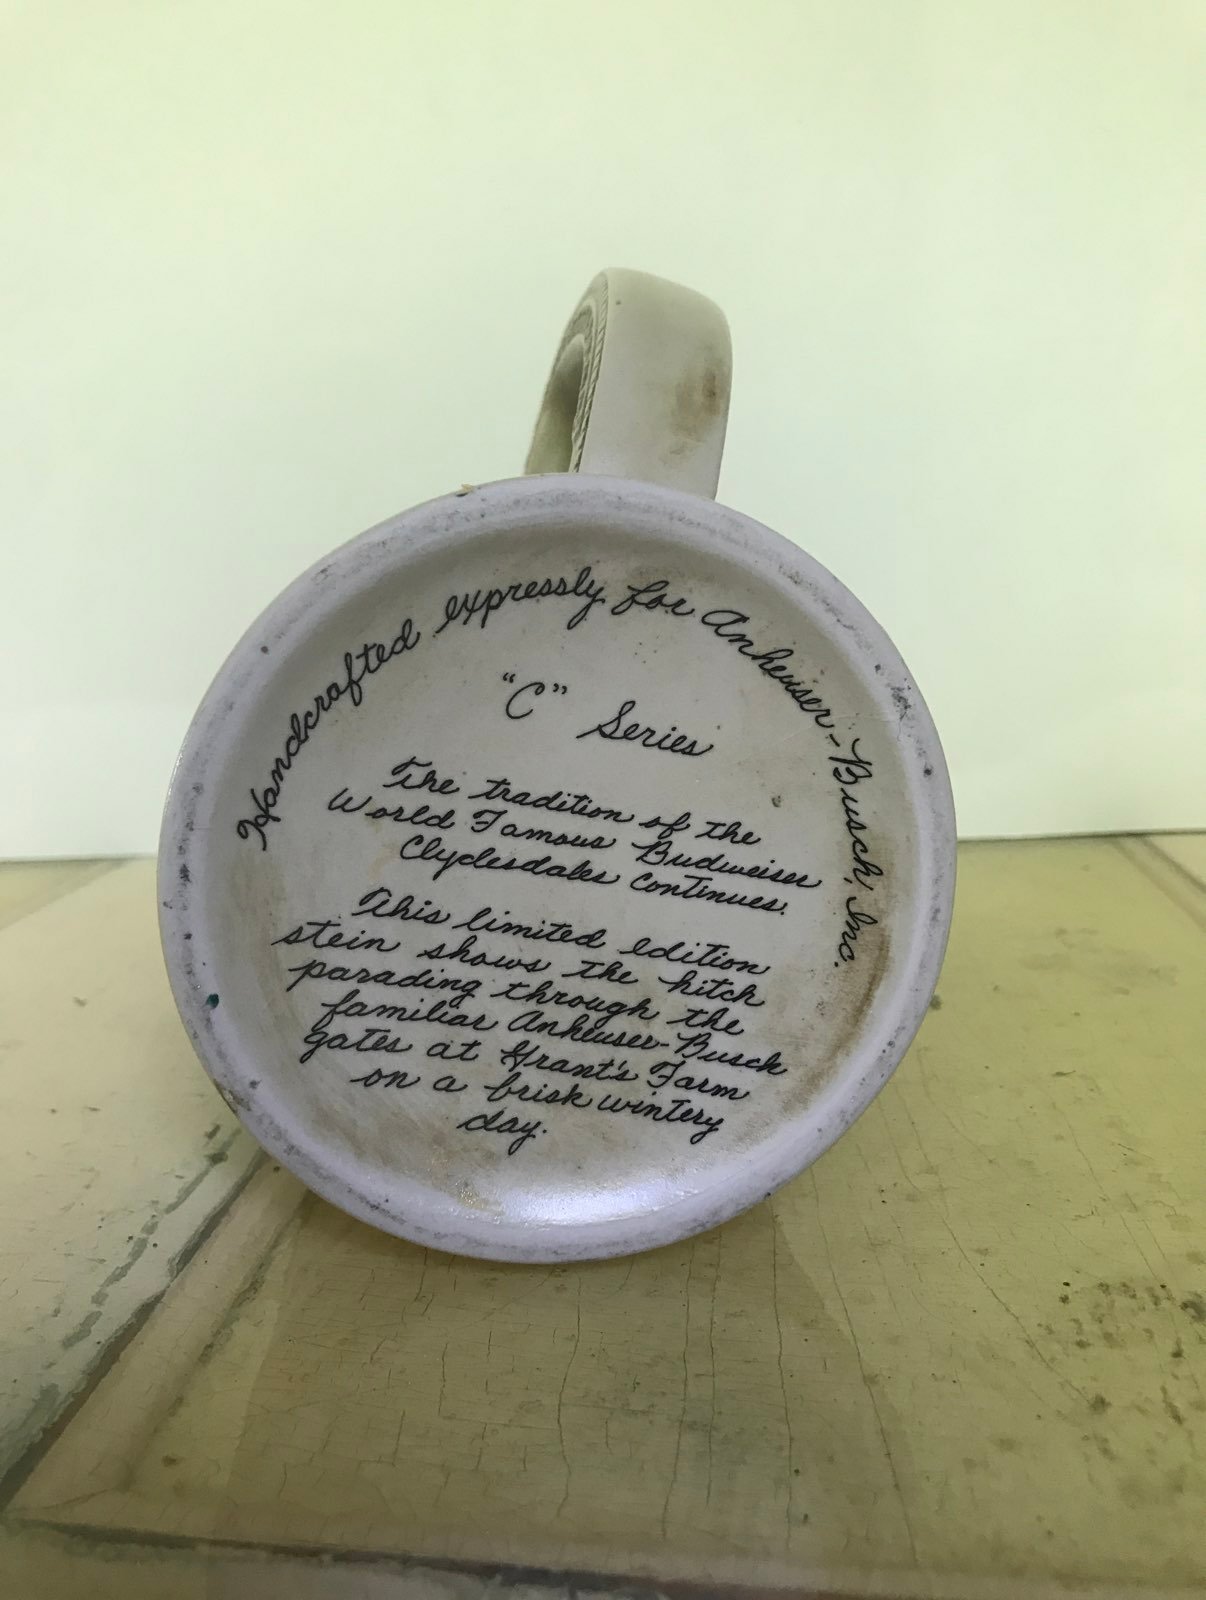 Handcrafted expressly for Anheuser-Busch, Inc.
"C" Series
The tradition of the
World Famous Budweiser
Clydesdales continues.
This limited edition
stein shows the hitch
parading through the
familiar Anheuser-Busch
gates at Grant's Farm
on a brisk wintery
day.